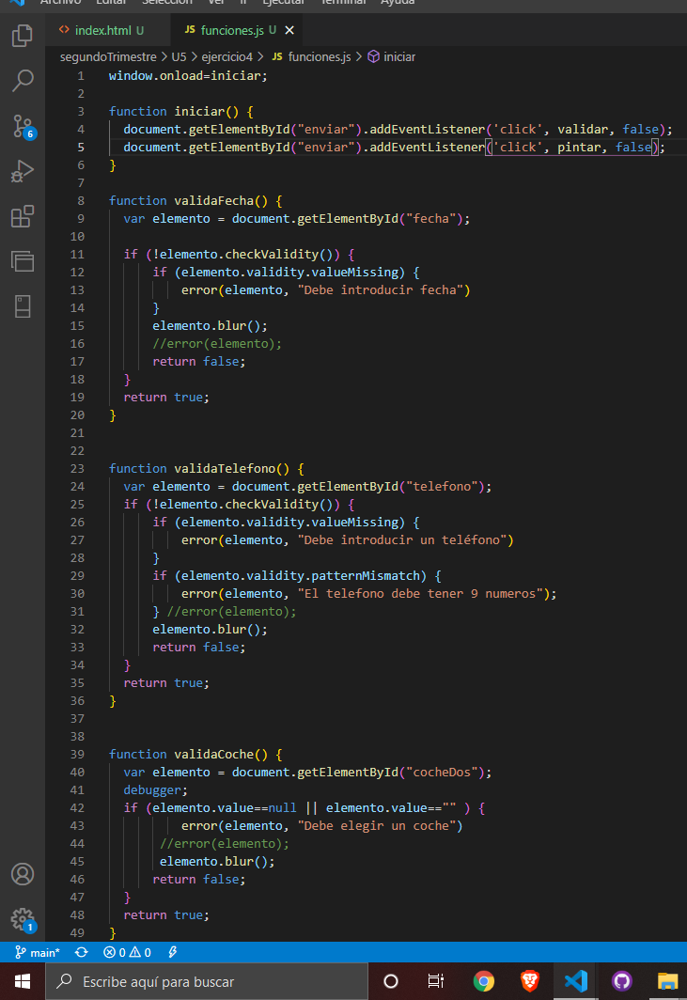 Archivo Editar Selección Ver Ir Ejecutar Terminal Ayuda
index.html U JS funciones.js U
segundoTrimestre > U5 > ejercicio4 > JS funciones.js > iniciar
1 window.onload=iniciar;
2
3 function iniciar() {
4 document.getElementById("enviar").addEventListener('click', validar, false);
5 document.getElementById("enviar").addEventListener('click', pintar, false);
6 }
7
8 function validaFecha() {
9 var elemento = document.getElementById("fecha");
10
11 if (!elemento.checkValidity()) {
12 if (elemento.validity.valueMissing) {
13 error(elemento, "Debe introducir fecha")
14 }
15 elemento.blur();
16 //error(elemento);
17 return false;
18 }
19 return true;
20 }
21
22
23 function validaTelefono() {
24 var elemento = document.getElementById("telefono");
25 if (!elemento.checkValidity()) {
26 if (elemento.validity.valueMissing) {
27 error(elemento, "Debe introducir un teléfono")
28 }
29 if (elemento.validity.patternMismatch) {
30 error(elemento, "El telefono debe tener 9 numeros");
31 } //error(elemento);
32 elemento.blur();
33 return false;
34 }
35 return true;
36 }
37
38
39 function validaCoche() {
40 var elemento = document.getElementById("cocheDos");
41 debugger;
42 if (elemento.value==null || elemento.value=="" ) {
43 error(elemento, "Debe elegir un coche")
44 //error(elemento);
45 elemento.blur();
46 return false;
47 }
48 return true;
49 }
6
1
main* 0 0
Escribe aquí para buscar